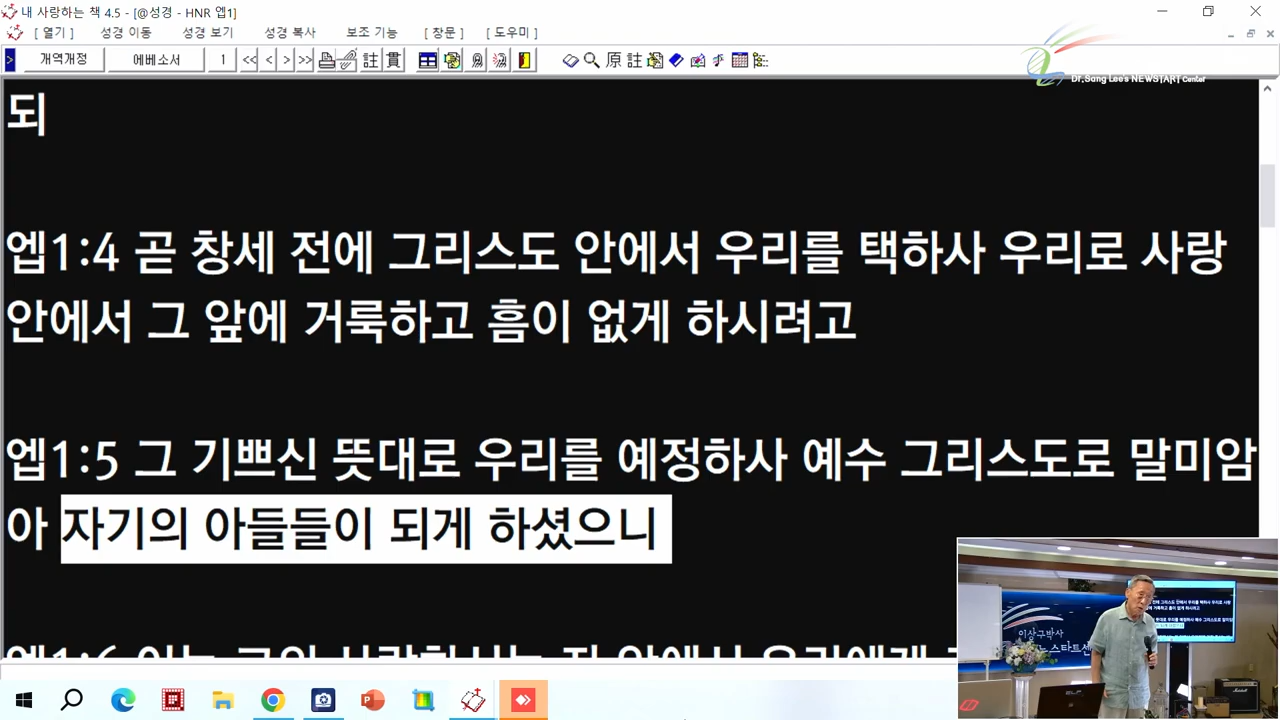 내 사랑하는 책 4.5 - [@성경 - HNR 엡1]
[ 열기 ] 성경 이동 성경 보기 성경 복사 보조 기능 [ 창문 ] [ 도우미 ]
> 개역개정 에베소서 1 << < > >> 註 貫 原 註
Dr.Sang Lee's NEWSTART Center
되
엡1:4 곧 창세 전에 그리스도 안에서 우리를 택하사 우리로 사랑
안에서 그 앞에 거룩하고 흠이 없게 하시려고
엡1:5 그 기쁘신 뜻대로 우리를 예정하사 예수 그리스도로 말미암
아 자기의 아들들이 되게 하셨으니
이상구박사